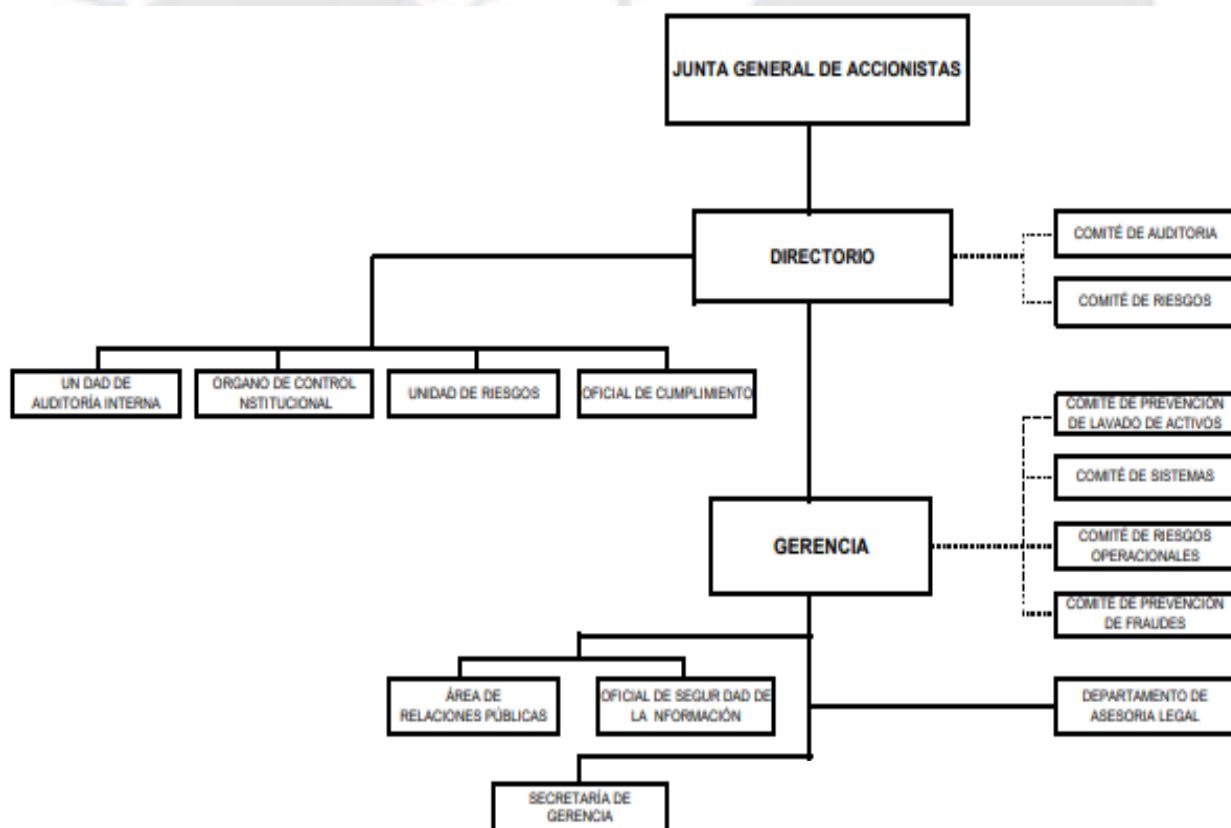 JUNTA GENERAL DE ACCIONISTAS
DIRECTORIO
COMITÉ DE AUDITORIA
COMITÉ DE RIESGOS
UN DAD DE
AUDITORÍA INTERNA
ORGANO DE CONTROL
NSTITUCIONAL
UNIDAD DE RIESGOS
OFICIAL DE CUMPLIMIENTO
COMITÉ DE PREVENCIÓN
DE LAVADO DE ACTIVOS
COMITÉ DE SISTEMAS
GERENCIA
COMITÉ DE RIESGOS
OPERACIONALES
COMITÉ DE PREVENCIÓN
DE FRAUDES
ÁREA DE
RELACIONES PÚBLICAS
OFICIAL DE SEGUR DAD DE
LA NFORMACIÓN
DEPARTAMENTO DE
ASESORIA LEGAL
SECRETARÍA DE
GERENCIA